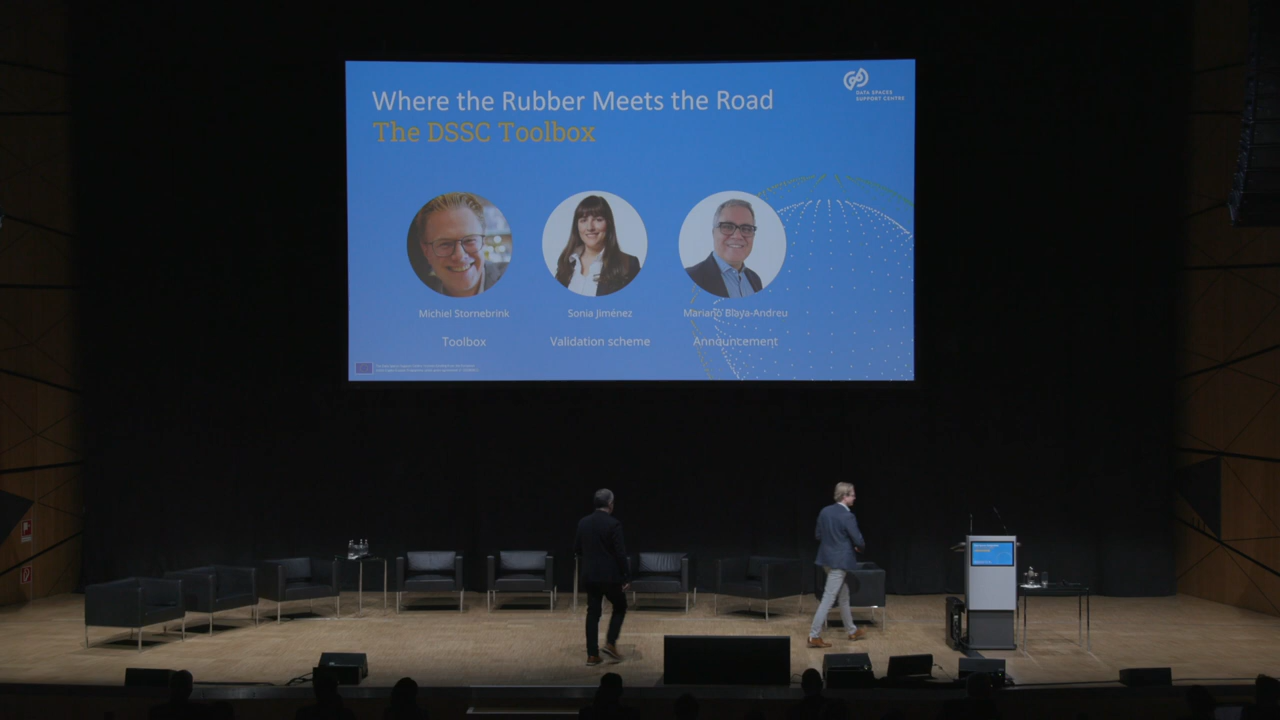 Where the Rubber Meets the Road
The DSSC Toolbox
DATA SPACES
SUPPORT CENTRE
Michiel Stornebrink
Sonia Jiménez
Mariano Blaya-Andreu
Toolbox
Validation scheme
Announcement